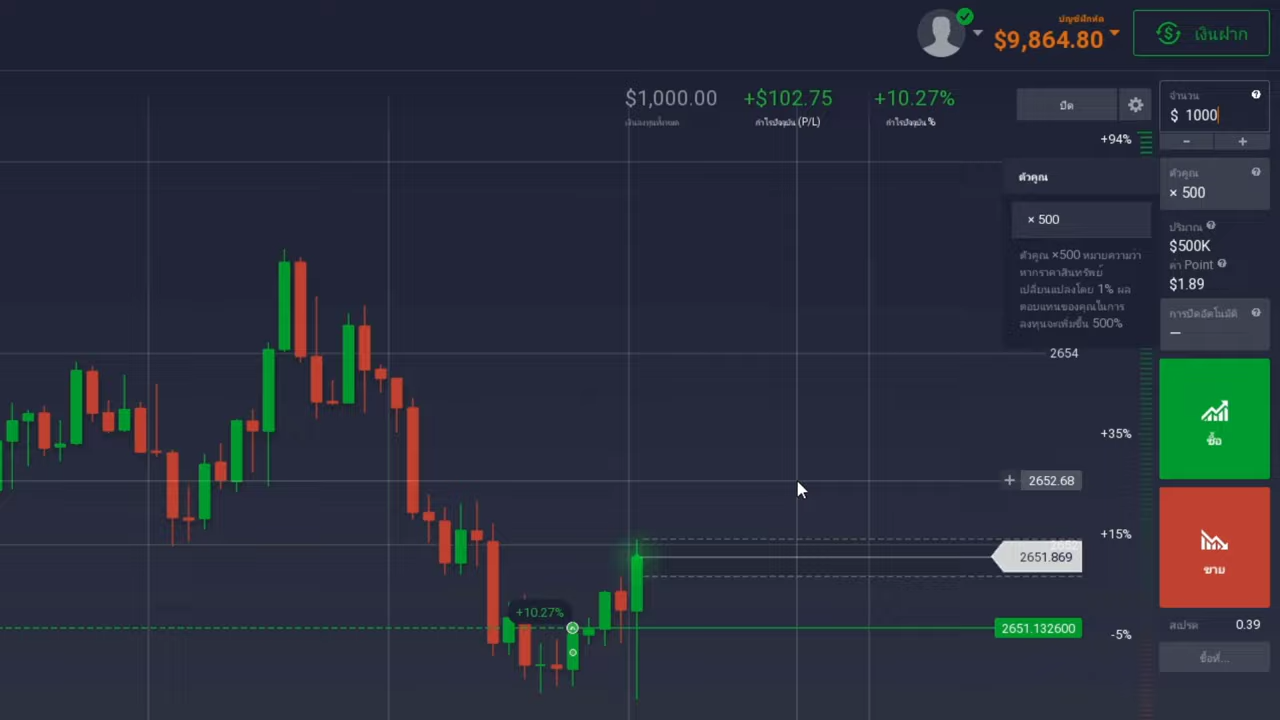 บัญชีฝึกหัด
$9,864.80
เงินฝาก
$1,000.00
+$102.75
+10.27%
เงินลงทุนทั้งหมด
กำไรปัจจุบัน (P/L)
กำไรปัจจุบัน %
ปิด
จำนวน
$ 1000
- +
+94%
ตัวคูณ
× 500
ตัวคูณ ×500 หมายความว่า
หากราคาสินทรัพย์
เปลี่ยนแปลงโดย 1% ผล
ตอบแทนของคุณในการ
ลงทุนจะเพิ่มขึ้น 500%
ตัวคูณ
× 500
ปริมาณ
$500K
ค่า Point
$1.89
การปิดอัตโนมัติ
—
2654
+35%
ซื้อ
+ 2652.68
+15%
2652
2651.869
ขาย
+10.27%
2651.132600
-5%
สเปรด 0.39
ซื้อที่...